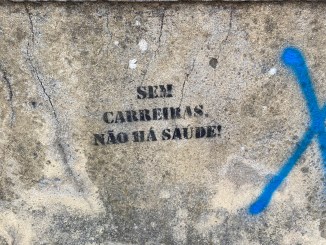 SEM
CARREIRAS,
NÃO HÁ SAÚDE!